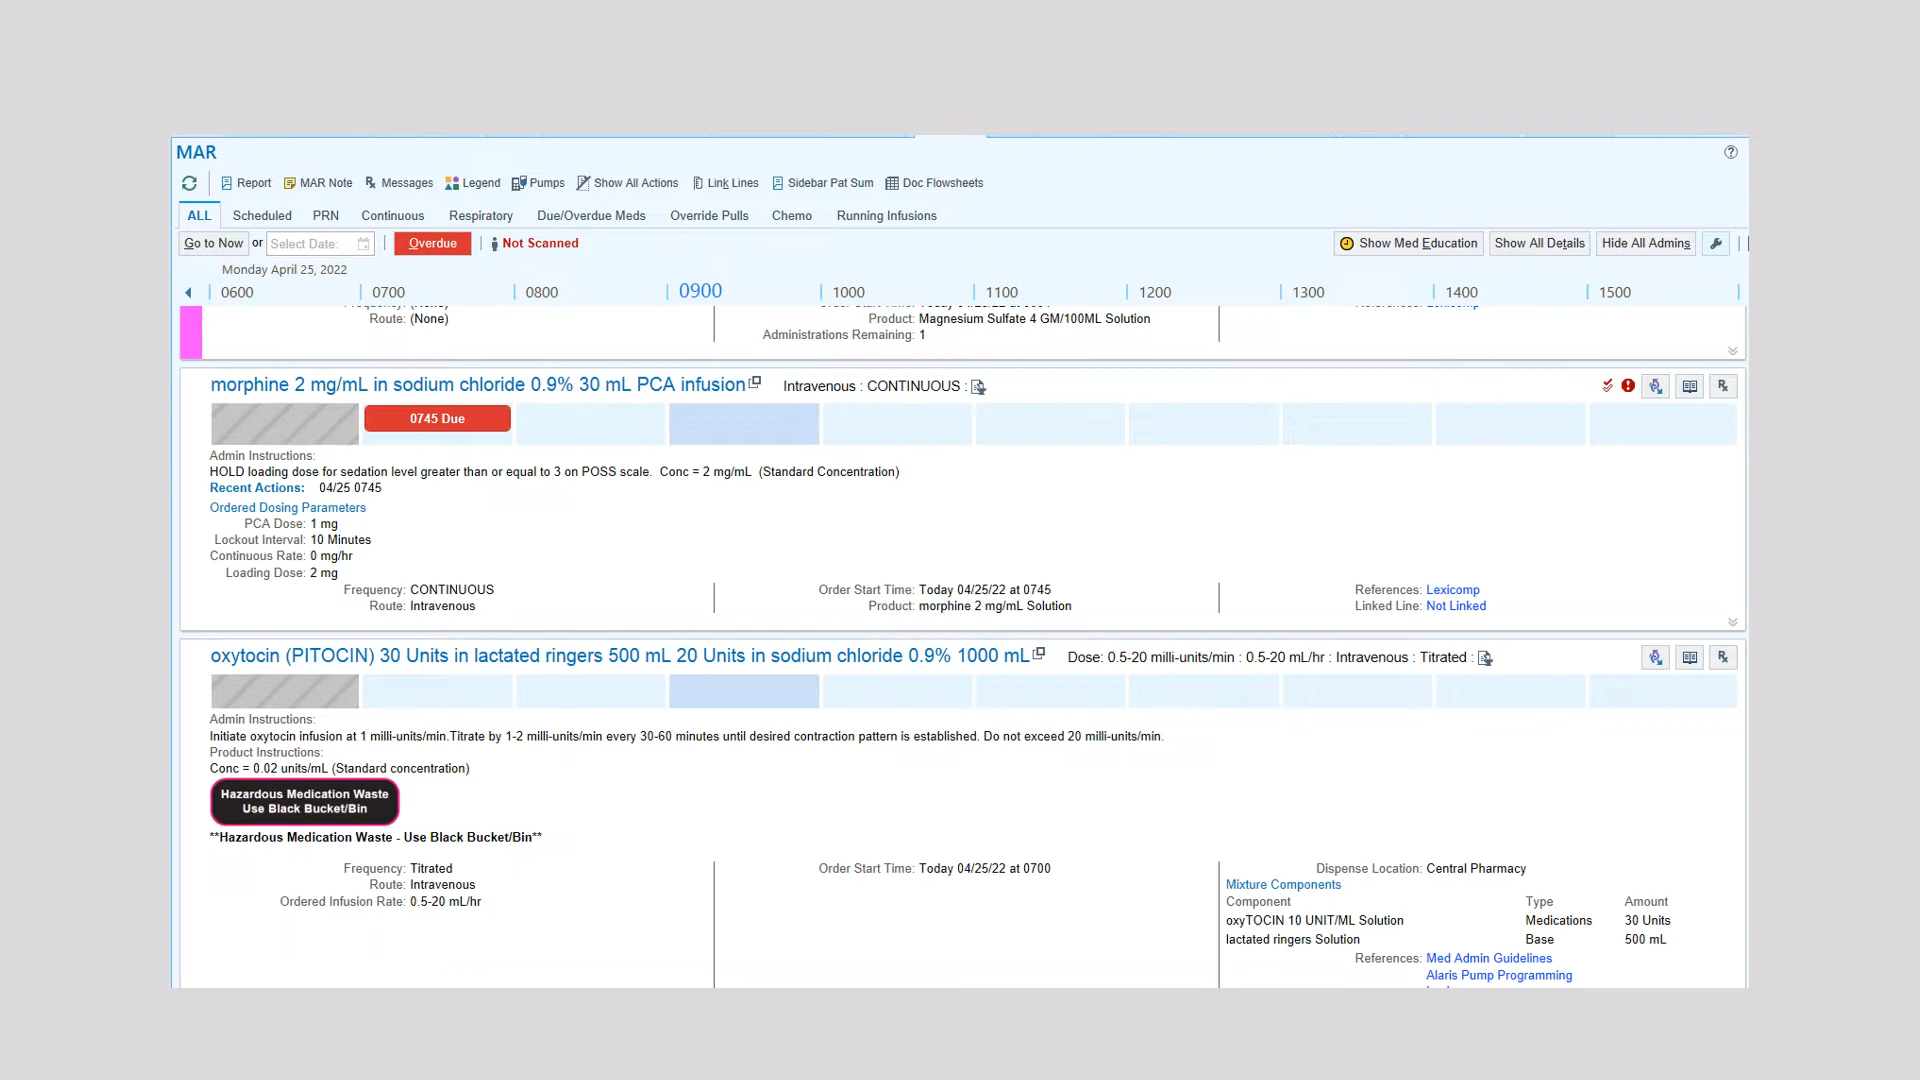 MAR
Report MAR Note Messages Legend Pumps Show All Actions Link Lines Sidebar Pat Sum Doc Flowsheets
ALL Scheduled PRN Continuous Respiratory Due/Overdue Meds Override Pulls Chemo Running Infusions
Go to Now or Select Date: Overdue Not Scanned Show Med Education Show All Details Hide All Admins
Monday April 25, 2022
0600 0700 0800 0900 1000 1100 1200 1300 1400 1500
Route: (None) Product: Magnesium Sulfate 4 GM/100ML Solution
Administrations Remaining: 1
morphine 2 mg/mL in sodium chloride 0.9% 30 mL PCA infusion Intravenous : CONTINUOUS :
0745 Due
Admin Instructions:
HOLD loading dose for sedation level greater than or equal to 3 on POSS scale. Conc = 2 mg/mL (Standard Concentration)
Recent Actions: 04/25 0745
Ordered Dosing Parameters
PCA Dose: 1 mg
Lockout Interval: 10 Minutes
Continuous Rate: 0 mg/hr
Loading Dose: 2 mg
Frequency: CONTINUOUS Order Start Time: Today 04/25/22 at 0745 References: Lexicomp
Route: Intravenous Product: morphine 2 mg/mL Solution Linked Line: Not Linked
oxytocin (PITOCIN) 30 Units in lactated ringers 500 mL 20 Units in sodium chloride 0.9% 1000 mL Dose: 0.5-20 milli-units/min : 0.5-20 mL/hr : Intravenous : Titrated :
Admin Instructions:
Initiate oxytocin infusion at 1 milli-units/min.Titrate by 1-2 milli-units/min every 30-60 minutes until desired contraction pattern is established. Do not exceed 20 milli-units/min.
Product Instructions:
Conc = 0.02 units/mL (Standard concentration)
Hazardous Medication Waste
Use Black Bucket/Bin
**Hazardous Medication Waste - Use Black Bucket/Bin**
Frequency: Titrated Order Start Time: Today 04/25/22 at 0700 Dispense Location: Central Pharmacy
Route: Intravenous Mixture Components
Ordered Infusion Rate: 0.5-20 mL/hr Component Type Amount
oxyTOCIN 10 UNIT/ML Solution Medications 30 Units
lactated ringers Solution Base 500 mL
References: Med Admin Guidelines
Alaris Pump Programming